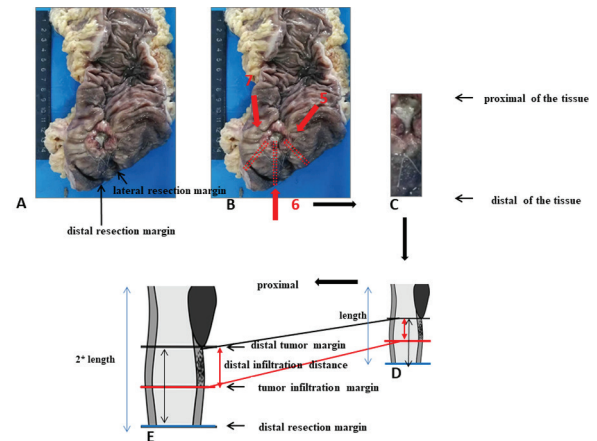 7
5
A
lateral resection margin
distal resection margin
B
6
C
proximal of the tissue
distal of the tissue
proximal
length
2* length
distal tumor margin
distal infiltration distance
tumor infiltration margin
distal resection margin
D
E